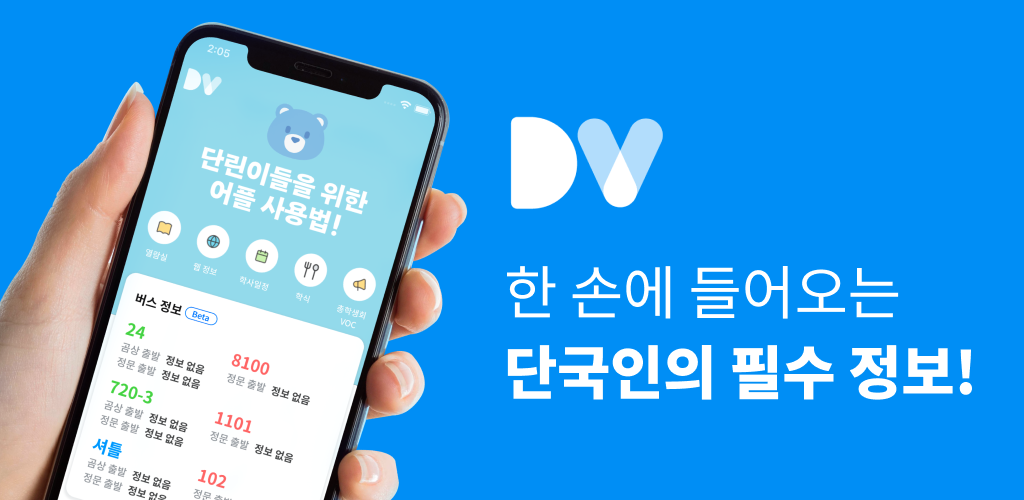 2:05
DV
단린이들을 위한
어플 사용법!
열람실
웹 정보
학사일정
학식
총학생회
VOC
버스 정보 Beta
24
곰상 출발 정보 없음
정문 출발 정보 없음
8100
정문 출발 정보 없음
720-3
곰상 출발 정보 없음
정문 출발 정보 없음
1101
정문 출발 정보 없음
셔틀
곰상 출발 정보 없음
정문 출발 정보 없음
102
정문 출발
DV
한 손에 들어오는
단국인의 필수 정보!